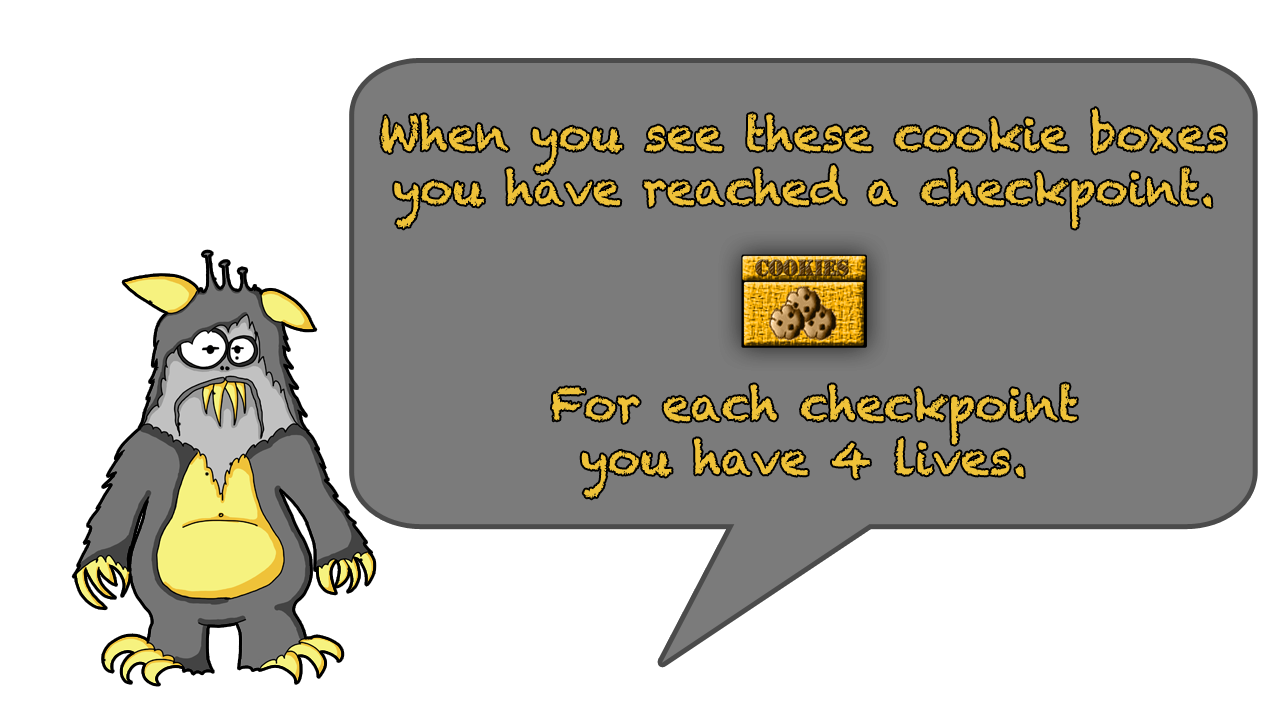 When you see these cookie boxes
you have reached a checkpoint.
COOKIES
For each checkpoint
you have 4 lives.